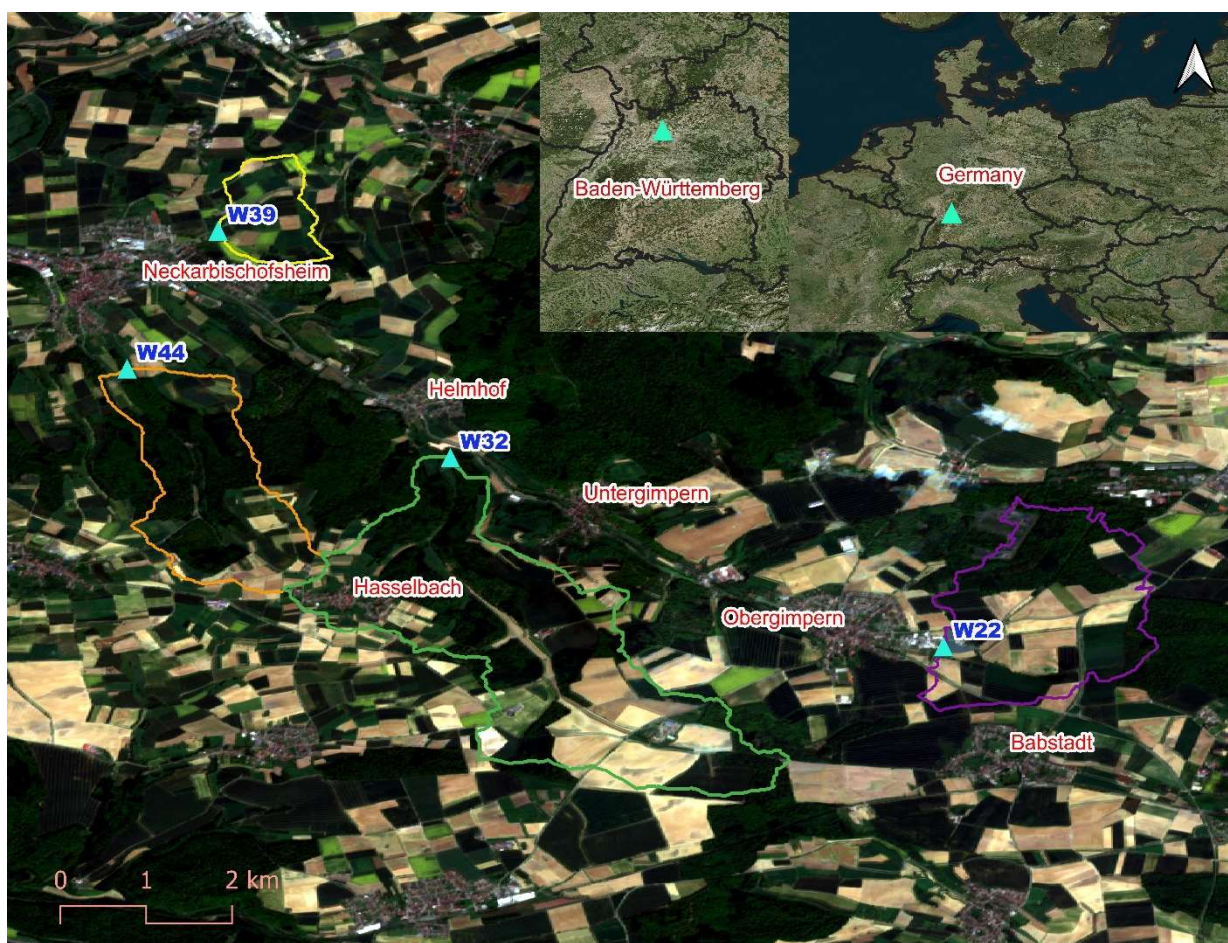 Baden-Württemberg
Germany
W39
Neckarbischofsheim
W44
Helmhof
W32
Untergimpern
Hasselbach
Obergimpern
W22
Babstadt
0 1 2 km